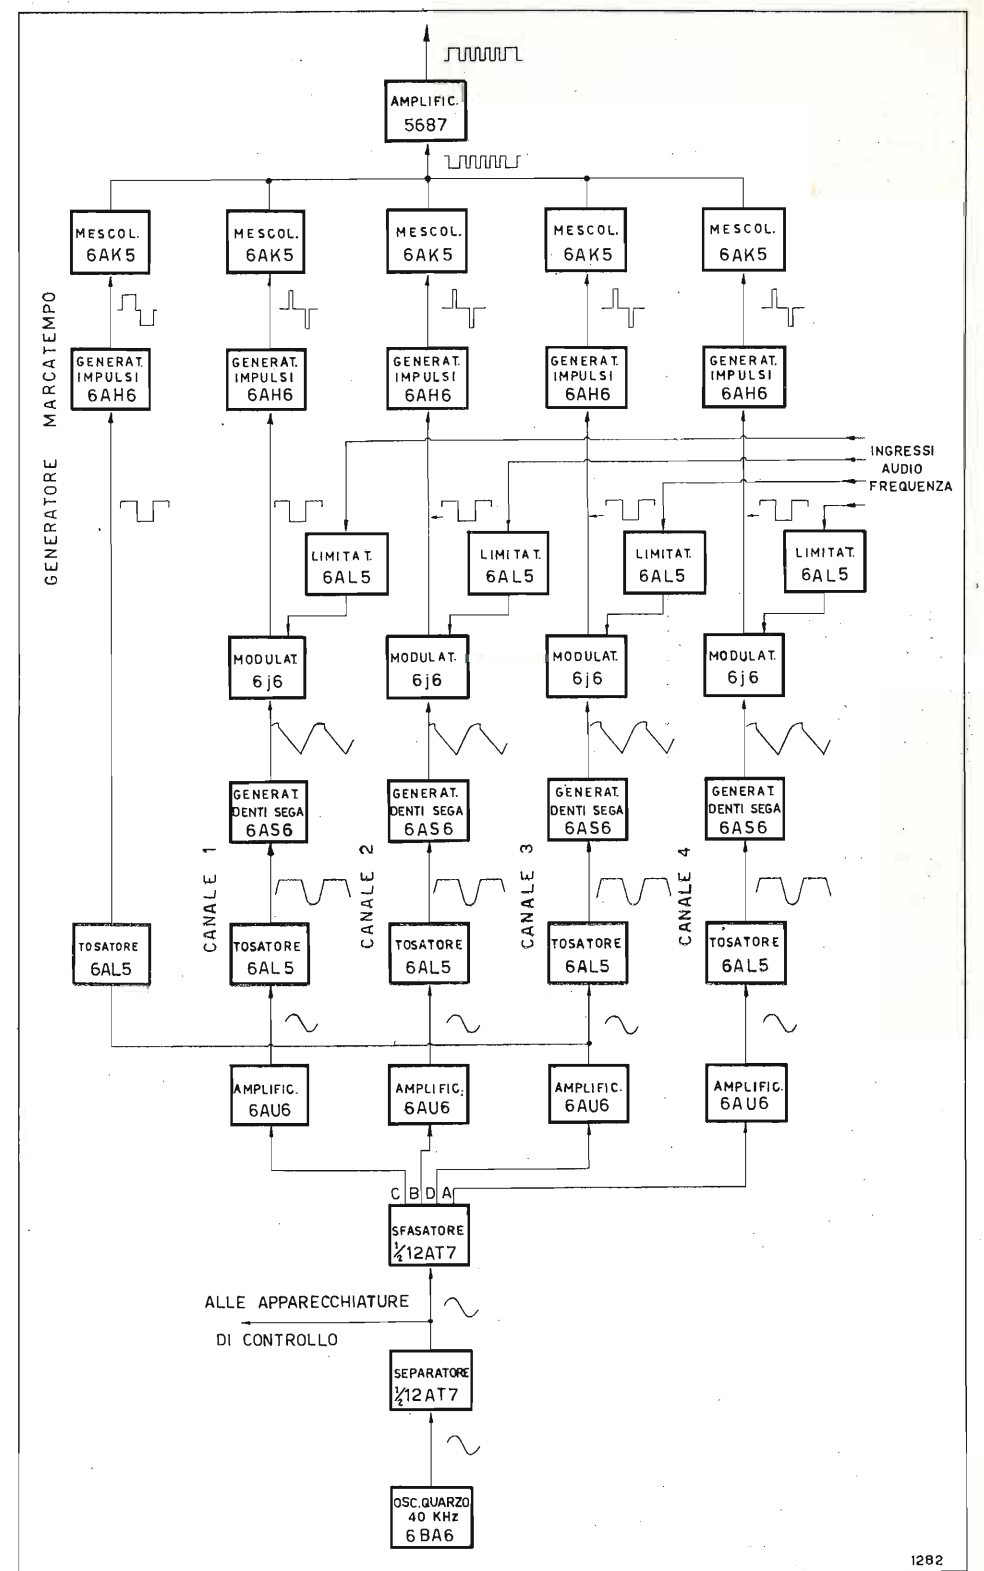 AMPLIFIC.
5687
MESCOL.
6AK5
MESCOL.
6AK5
MESCOL.
6AK5
MESCOL.
6AK5
MESCOL.
6AK5
GENERATORE MARCATEMPO
GENERAT.
IMPULSI
6AH6
GENERAT.
IMPULSI
6AH6
GENERAT.
IMPULSI
6AH6
GENERAT.
IMPULSI
6AH6
GENERAT.
IMPULSI
6AH6
INGRESSI
AUDIO
FREQUENZA
LIMITAT.
6AL5
LIMITAT.
6AL5
LIMITAT.
6AL5
LIMITAT.
6AL5
MODULAT.
6j6
MODULAT.
6j6
MODULAT.
6j6
MODULAT.
6j6
GENERAT.
DENTI SEGA
6AS6
GENERAT.
DENTI SEGA
6AS6
GENERAT.
DENTI SEGA
6AS6
GENERAT.
DENTI SEGA
6AS6
CANALE 1
CANALE 2
CANALE 3
CANALE 4
TOSATORE
6AL5
TOSATORE
6AL5
TOSATORE
6AL5
TOSATORE
6AL5
TOSATORE
6AL5
AMPLIFIC.
6AU6
AMPLIFIC.
6AU6
AMPLIFIC.
6AU6
AMPLIFIC.
6AU6
C B D A
SFASATORE
½12AT7
ALLE APPARECCHIATURE
DI CONTROLLO
SEPARATORE
½12AT7
OSC.QUARZO
40 KHz
6BA6
1282